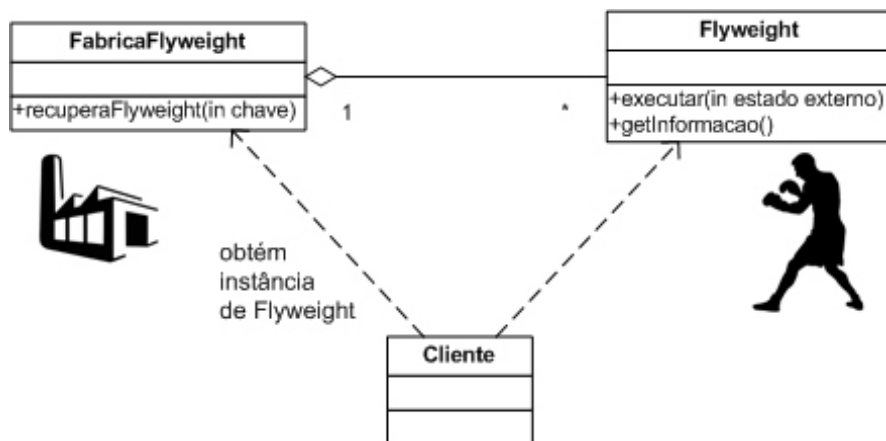 FabricaFlyweight
+recuperaFlyweight(in chave)
1
*
Flyweight
+executar(in estado externo)
+getInformacao()
obtém
instância
de Flyweight
Cliente